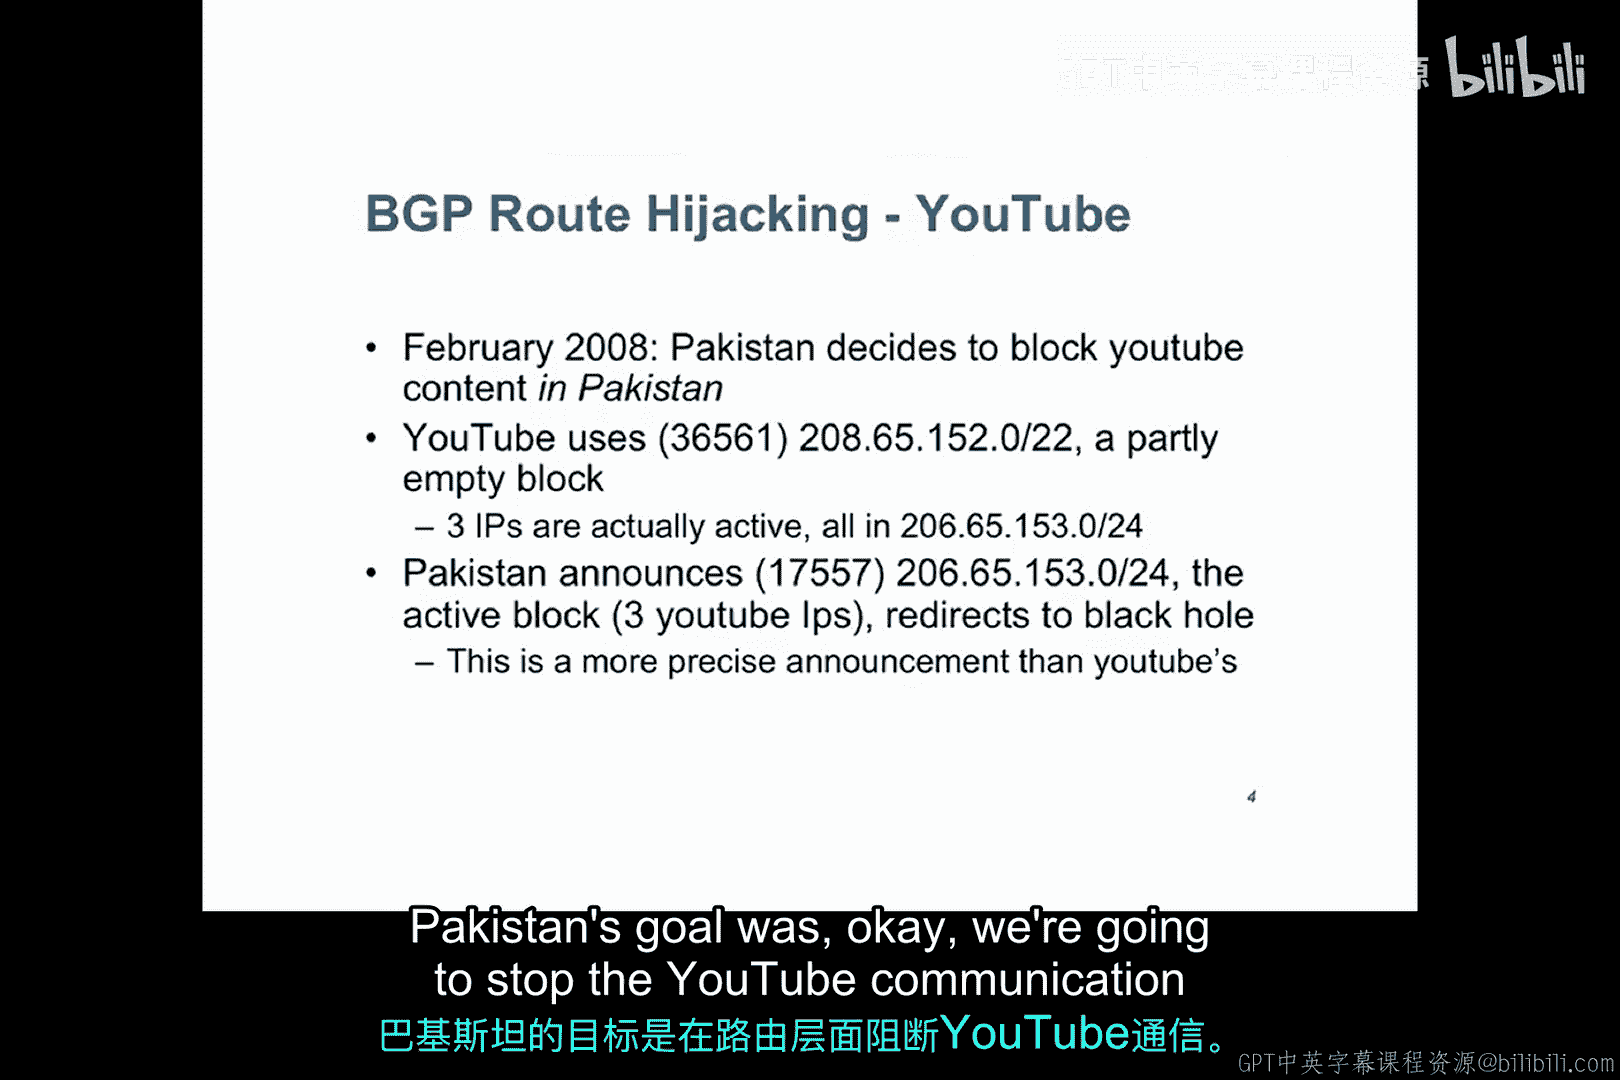 bilibili
BGP Route Hijacking - YouTube
• February 2008: Pakistan decides to block youtube
content in Pakistan
• YouTube uses (36561) 208.65.152.0/22, a partly
empty block
– 3 IPs are actually active, all in 206.65.153.0/24
• Pakistan announces (17557) 206.65.153.0/24, the
active block (3 youtube Ips), redirects to black hole
– This is a more precise announcement than youtube's
4
Pakistan's goal was, okay, we're going
to stop the YouTube communication
巴基斯坦的目标是在路由层面阻断YouTube通信。
GPT中英字幕课程资源@bilibili.com